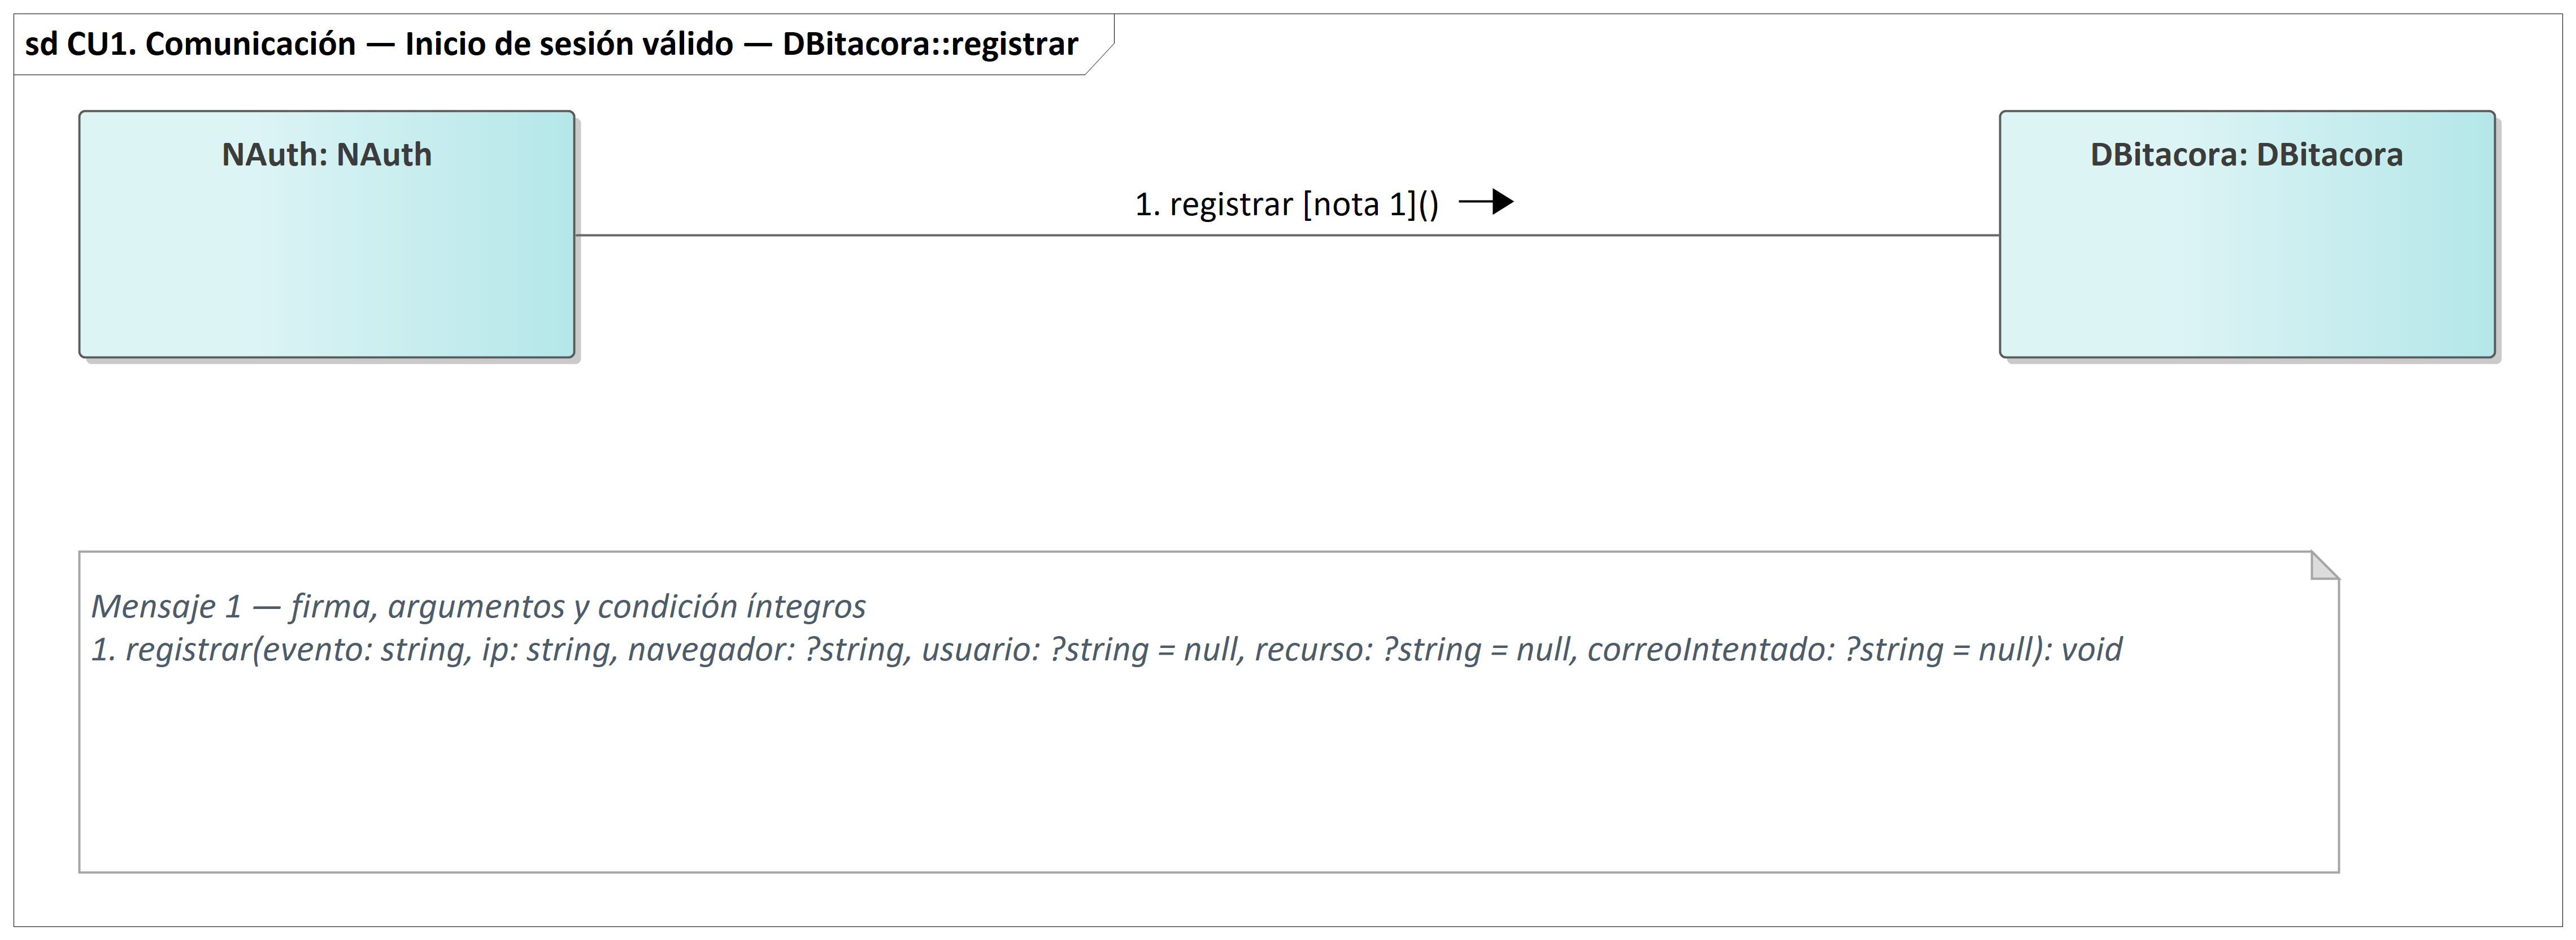 sd CU1. Comunicación — Inicio de sesión válido — DBitacora::registrar
NAuth: NAuth
DBitacora: DBitacora
1. registrar [nota 1]()
Mensaje 1 — firma, argumentos y condición íntegros
1. registrar(evento: string, ip: string, navegador: ?string, usuario: ?string = null, recurso: ?string = null, correoIntentado: ?string = null): void